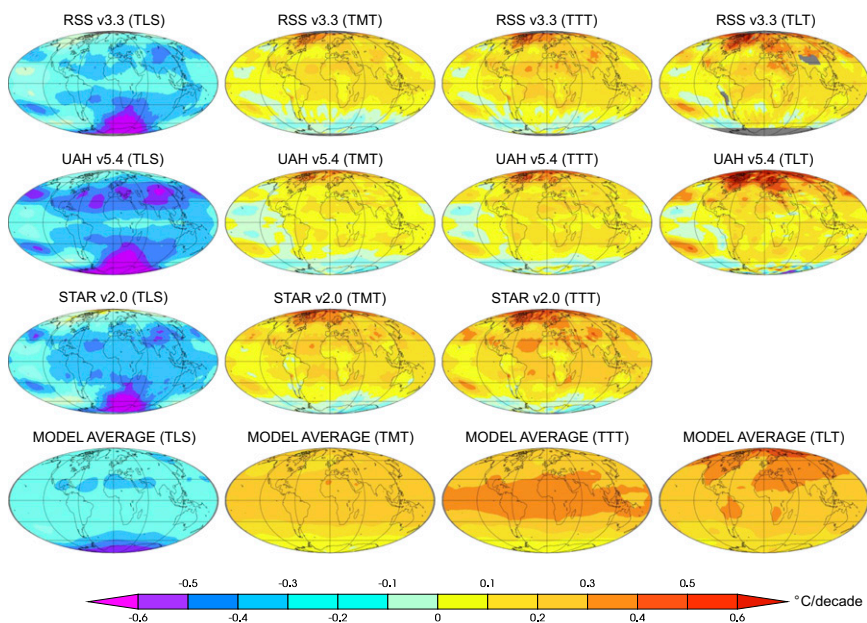 RSS v3.3 (TLS) RSS v3.3 (TMT) RSS v3.3 (TTT) RSS v3.3 (TLT)
UAH v5.4 (TLS) UAH v5.4 (TMT) UAH v5.4 (TTT) UAH v5.4 (TLT)
STAR v2.0 (TLS) STAR v2.0 (TMT) STAR v2.0 (TTT)
MODEL AVERAGE (TLS) MODEL AVERAGE (TMT) MODEL AVERAGE (TTT) MODEL AVERAGE (TLT)
-0.5 -0.3 -0.1 0.1 0.3 0.5
°C/decade
-0.6 -0.4 -0.2 0 0.2 0.4 0.6